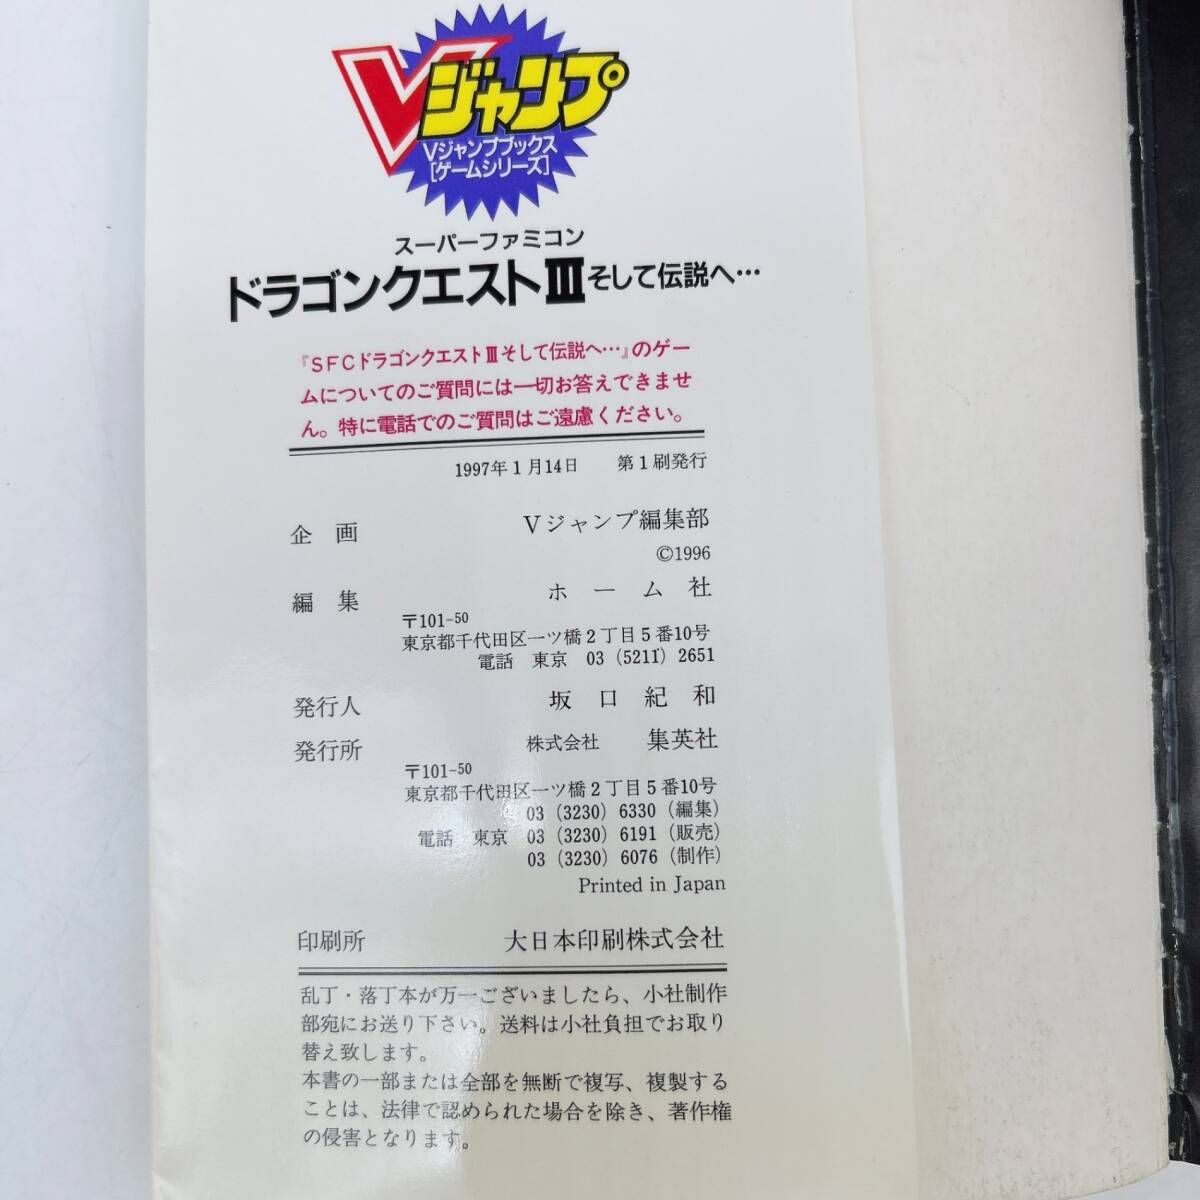 Vジャンプ
Vジャンプブックス
[ゲームシリーズ]
スーパーファミコン
ドラゴンクエストⅢそして伝説へ…
『SFCドラゴンクエストⅢそして伝説へ…』のゲー
ムについてのご質問には一切お答えできませ
ん。特に電話でのご質問はご遠慮ください。
1997年1月14日 第1刷発行
企画 Vジャンプ編集部
©1996
編集 ホーム社
〒101-50
東京都千代田区一ツ橋2丁目5番10号
電話 東京 03 (5211) 2651
発行人 坂口紀和
発行所 株式会社 集英社
〒101-50
東京都千代田区一ツ橋2丁目5番10号
03 (3230) 6330 (編集)
電話 東京 03 (3230) 6191 (販売)
03 (3230) 6076 (制作)
Printed in Japan
印刷所 大日本印刷株式会社
乱丁・落丁本が万一ございましたら、小社制作
部宛にお送り下さい。送料は小社負担でお取り
替え致します。
本書の一部または全部を無断で複写、複製する
ことは、法律で認められた場合を除き、著作権
の侵害となります。